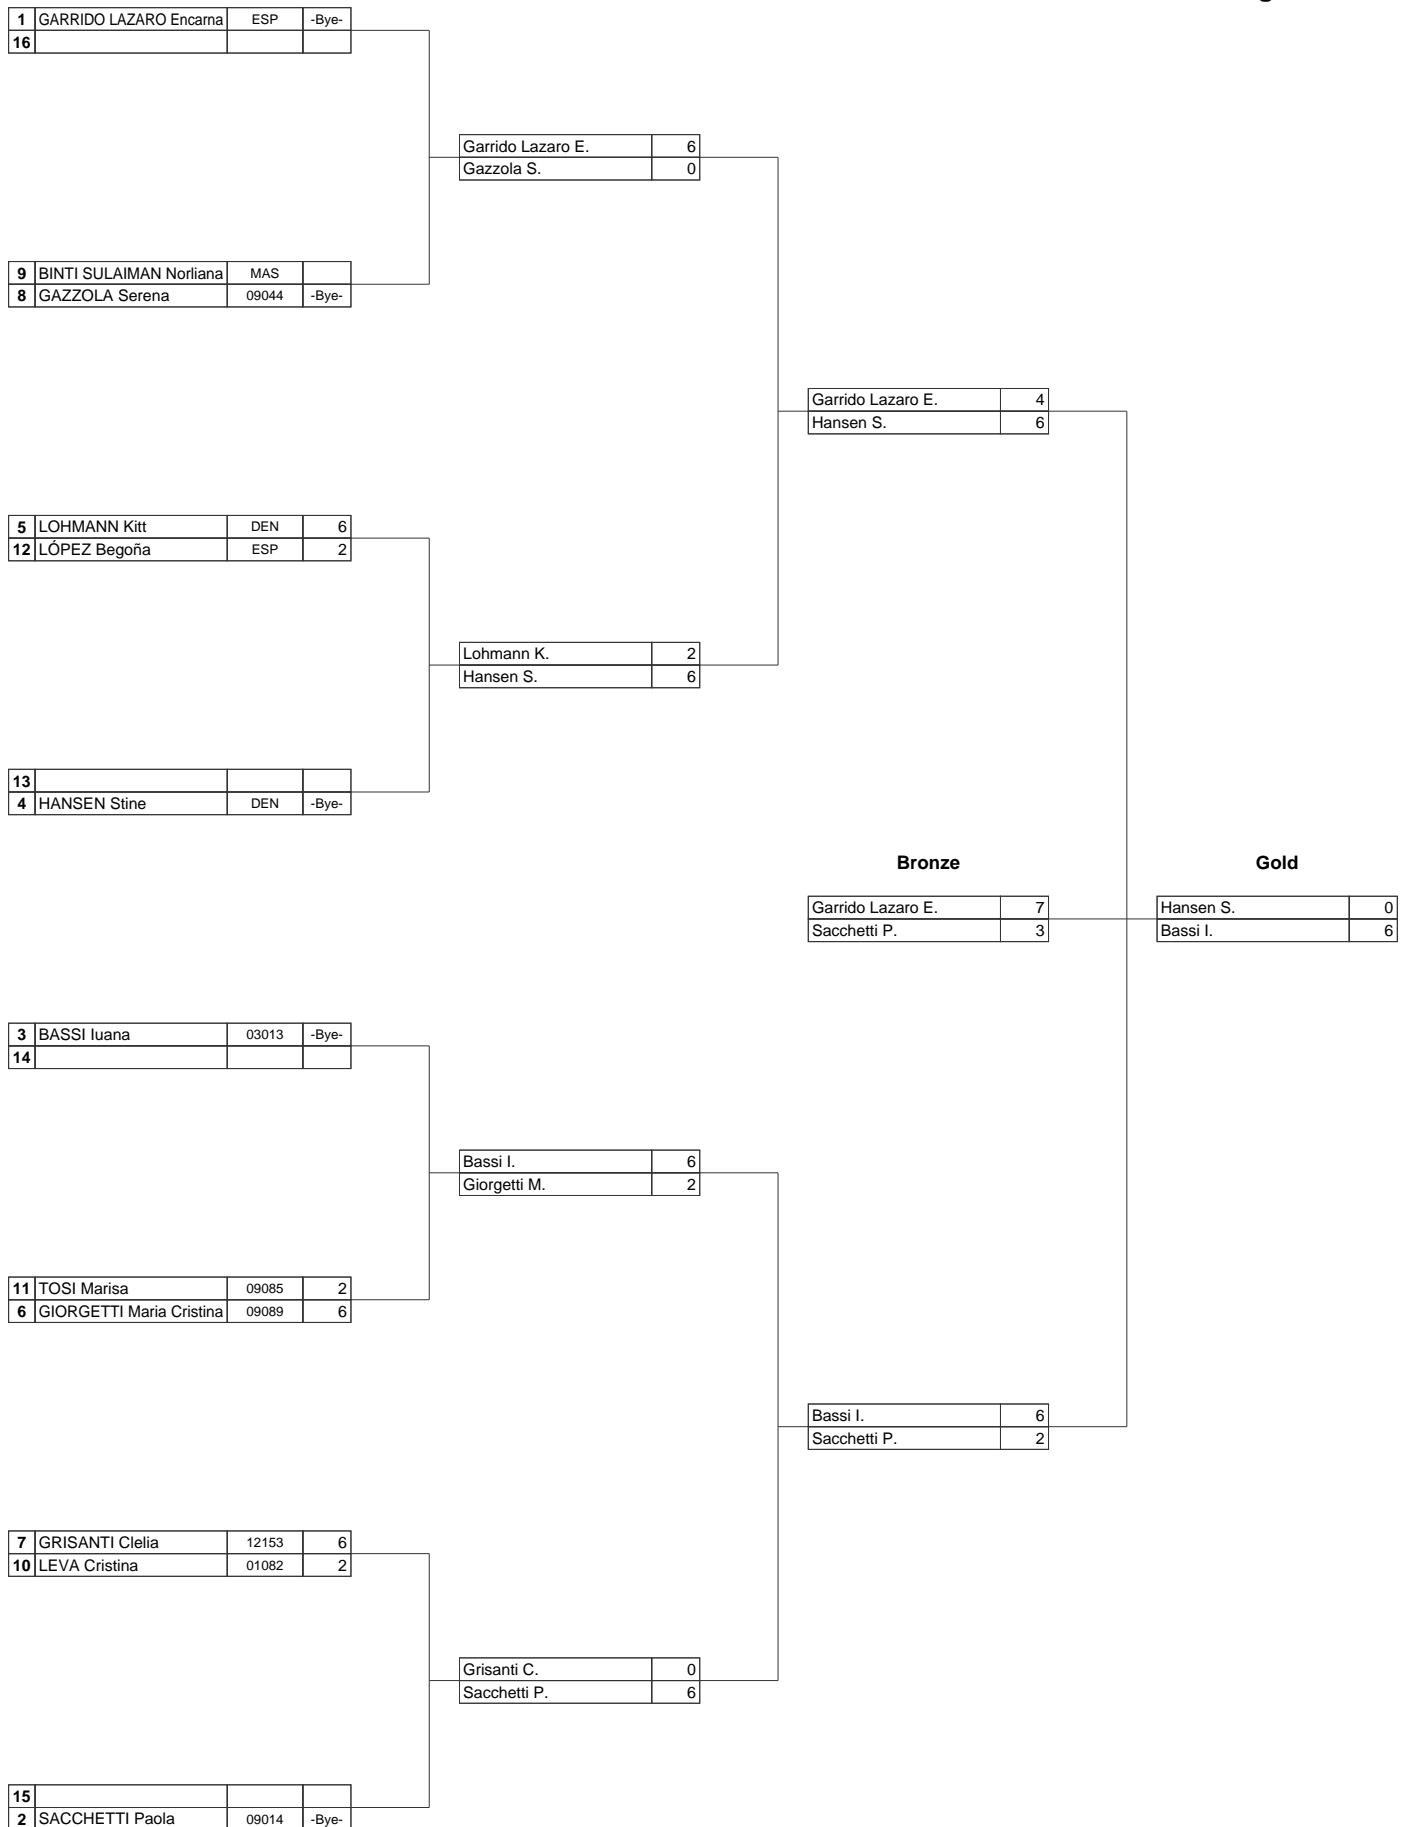 1 GARRIDO LAZARO Encarna ESP -Bye-
16
Garrido Lazaro E. 6
Gazzola S. 0
9 BINTI SULAIMAN Norliana MAS
8 GAZZOLA Serena 09044 -Bye-
Garrido Lazaro E. 4
Hansen S. 6
5 LOHMANN Kitt DEN 6
12 LÓPEZ Begoña ESP 2
Lohmann K. 2
Hansen S. 6
13
4 HANSEN Stine DEN -Bye-
Bronze Gold
Garrido Lazaro E. 7 Hansen S. 0
Sacchetti P. 3 Bassi I. 6
3 BASSI Iuana 03013 -Bye-
14
Bassi I. 6
Giorgetti M. 2
11 TOSI Marisa 09085 2
6 GIORGETTI Maria Cristina 09089 6
Bassi I. 6
Sacchetti P. 2
7 GRISANTI Clelia 12153 6
10 LEVA Cristina 01082 2
Grisanti C. 0
Sacchetti P. 6
15
2 SACCHETTI Paola 09014 -Bye-